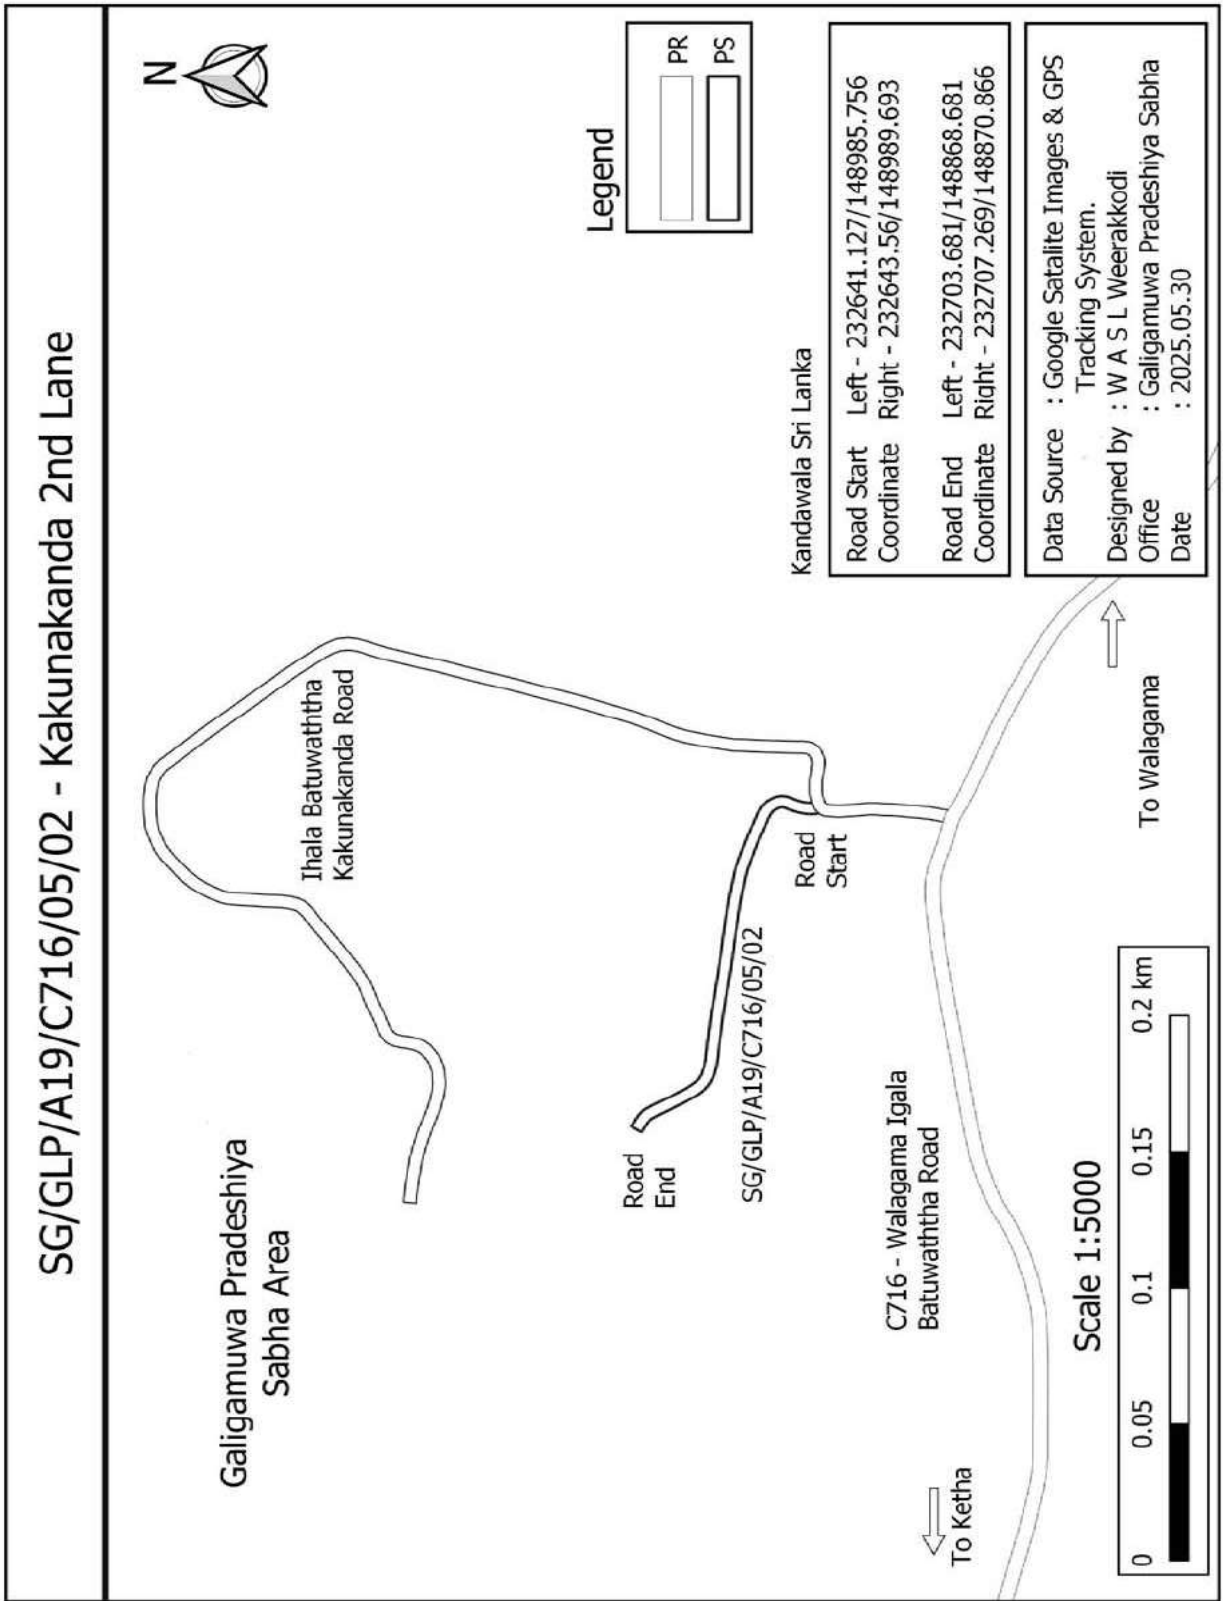 SG/GLP/A19/C716/05/02 - Kakunakanda 2nd Lane
N
Galigamuwa Pradeshiya
Sabha Area
Ihala Batuwaththa
Kakunakanda Road
Legend
PR
PS
Road
End
SG/GLP/A19/C716/05/02
Road
Start
Kandawala Sri Lanka
Road Start Left - 232641.127/148985.756
Coordinate Right - 232643.56/148989.693
Road End Left - 232703.681/148868.681
Coordinate Right - 232707.269/148870.866
C716 - Walagama Igala
Batuwaththa Road
To Ketha
To Walagama
Data Source : Google Satalite Images & GPS
Tracking System.
Designed by : W A S L Weerakkodi
Office : Galigamuwa Pradeshiya Sabha
Date : 2025.05.30
Scale 1:5000
0 0.05 0.1 0.15 0.2 km